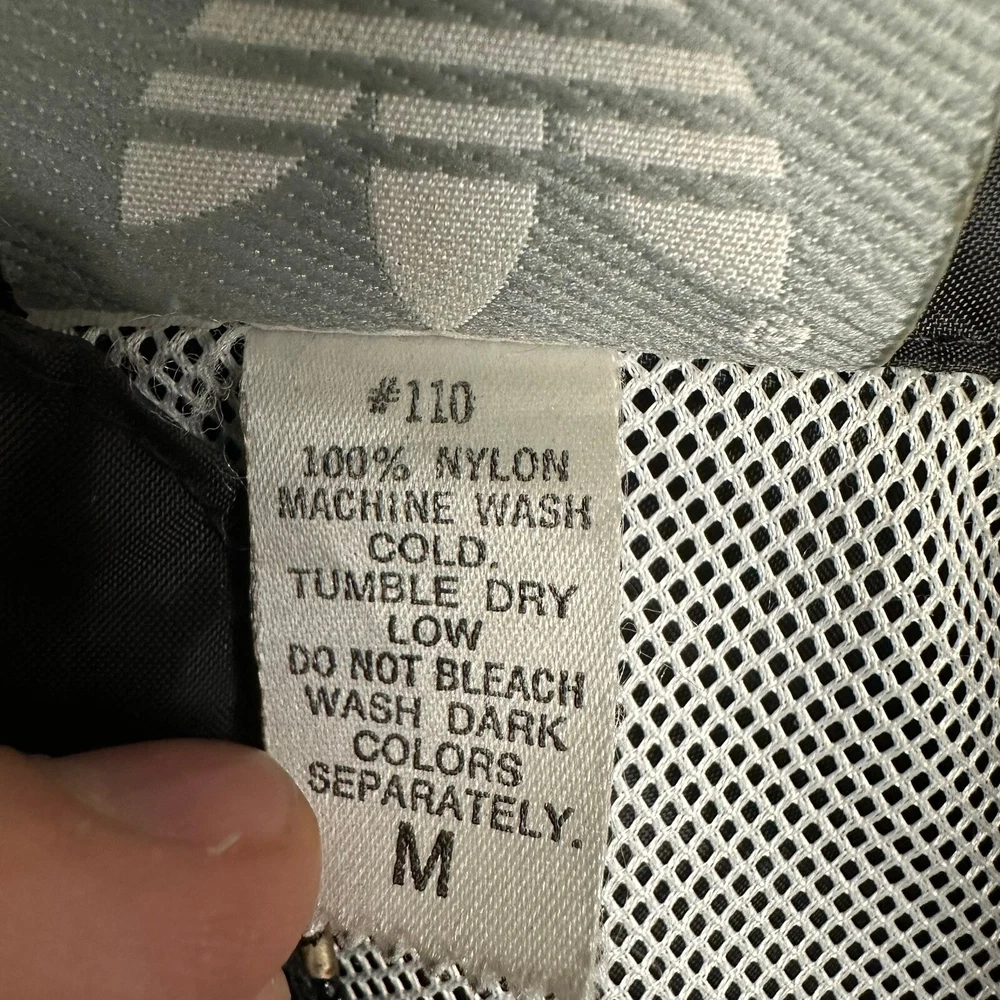 #110
100% NYLON
MACHINE WASH
COLD.
TUMBLE DRY
LOW
DO NOT BLEACH
WASH DARK
COLORS
SEPARATELY.
M